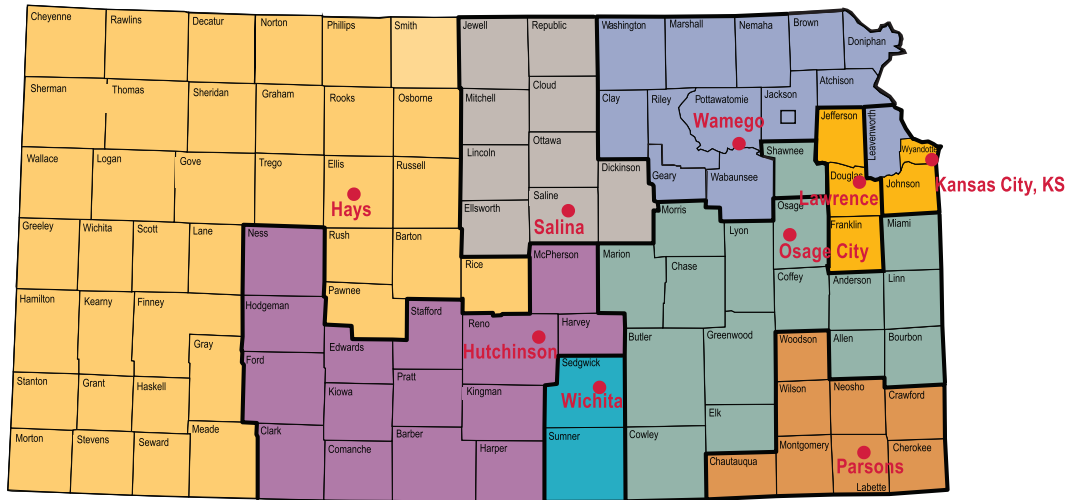 Cheyenne
Rawlins
Decatur
Norton
Phillips
Smith
Jewell
Republic
Washington
Marshall
Nemaha
Brown
Doniphan
Sherman
Thomas
Sheridan
Graham
Rooks
Osborne
Mitchell
Cloud
Clay
Riley
Pottawatomie
Jackson
Atchison
Jefferson
Leavenworth
Wyandotte
Wamego
Wallace
Logan
Gove
Trego
Ellis
Russell
Lincoln
Ottawa
Dickinson
Geary
Wabaunsee
Shawnee
Douglas
Johnson
Kansas City, KS
Lawrence
Hays
Ellsworth
Saline
Salina
Morris
Osage
Osage City
Franklin
Miami
Greeley
Wichita
Scott
Lane
Ness
Rush
Barton
Rice
McPherson
Marion
Chase
Lyon
Coffey
Anderson
Linn
Hamilton
Kearny
Finney
Hodgeman
Pawnee
Stafford
Reno
Harvey
Hutchinson
Gray
Ford
Edwards
Butler
Greenwood
Woodson
Allen
Bourbon
Stanton
Grant
Haskell
Kiowa
Pratt
Kingman
Sedgwick
Wichita
Elk
Wilson
Neosho
Crawford
Morton
Stevens
Seward
Meade
Clark
Comanche
Barber
Harper
Sumner
Cowley
Chautauqua
Montgomery
Labette
Cherokee
Parsons